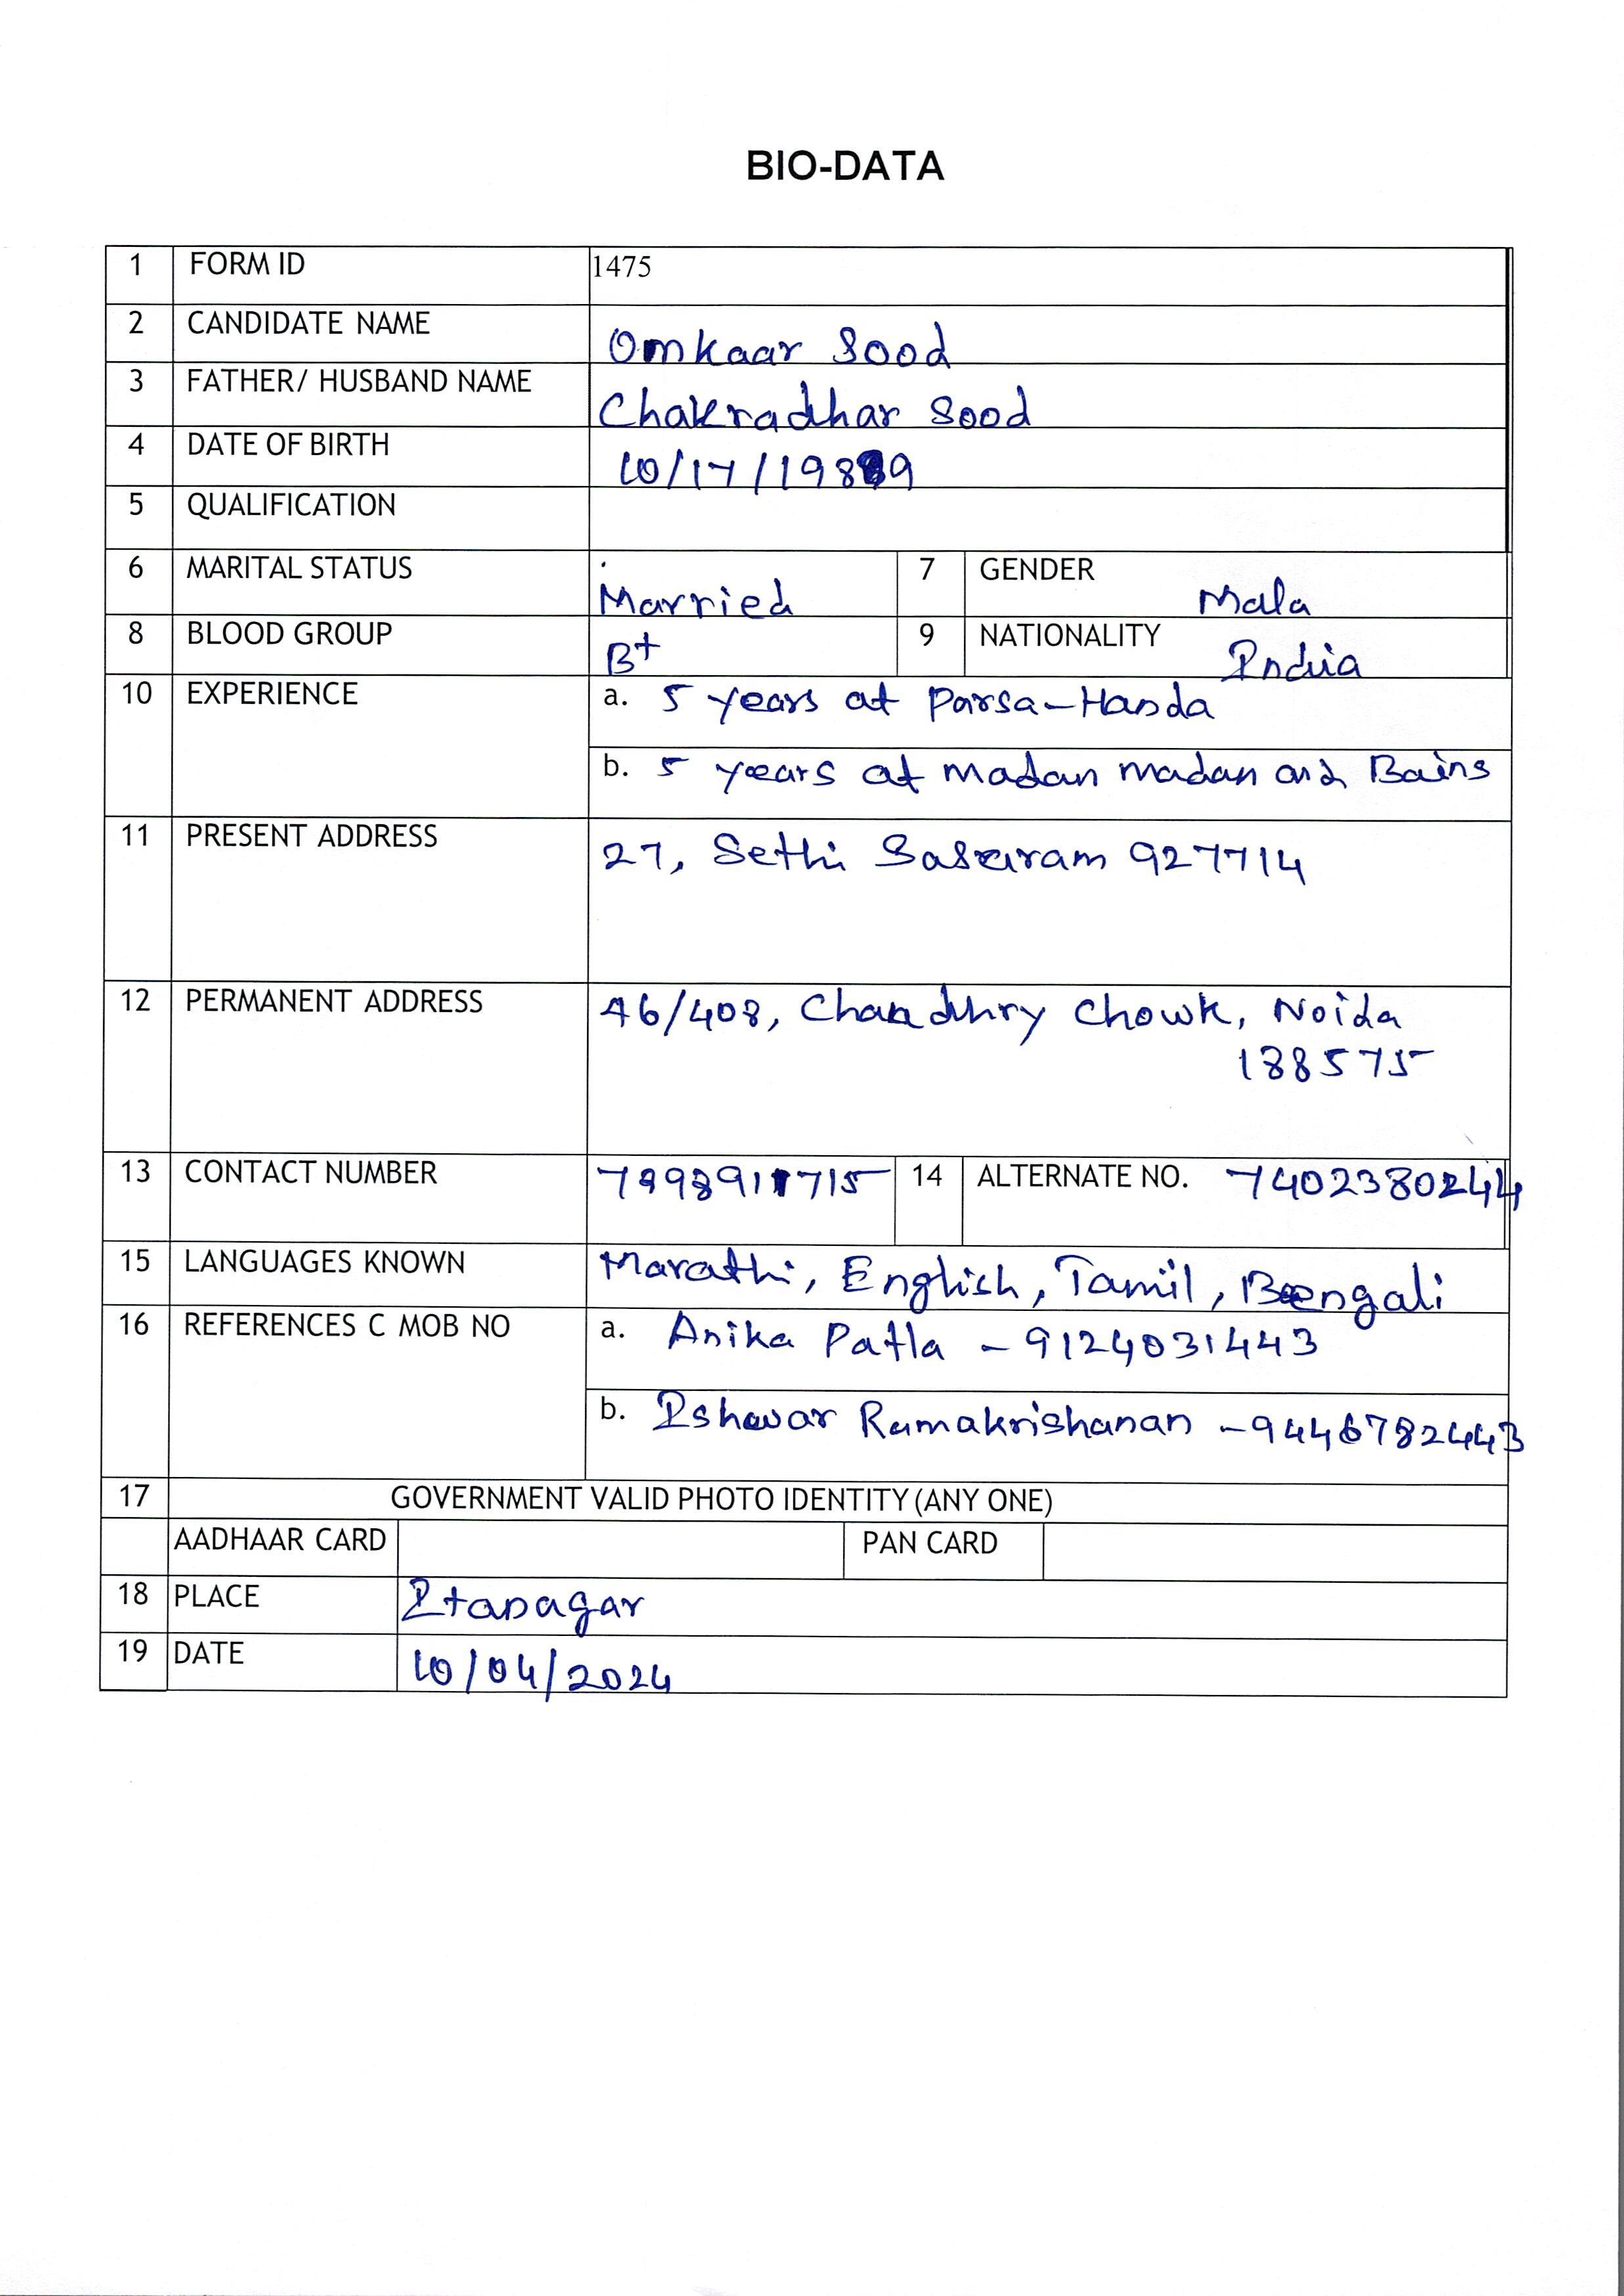 BIO-DATA
1 FORM ID 1475
2 CANDIDATE NAME Omkaar Sood
3 FATHER/ HUSBAND NAME Chakradhar Sood
4 DATE OF BIRTH 10/17/1989
5 QUALIFICATION
6 MARITAL STATUS Married 7 GENDER Mala
8 BLOOD GROUP B+ 9 NATIONALITY India
10 EXPERIENCE a. 5 years at Parsa-Handa
b. 5 years at madan madan and Bains
11 PRESENT ADDRESS 27, Sethi Sasaram 927714
12 PERMANENT ADDRESS 46/408, Chaudhry Chowk, Noida
188575
13 CONTACT NUMBER 7898911715 14 ALTERNATE NO. 7402380244
15 LANGUAGES KNOWN Marathi, English, Tamil, Bengali
16 REFERENCES C MOB NO a. Anika Patla - 9124031443
b. Ishavar Ramakrishanan - 9446782443
17 GOVERNMENT VALID PHOTO IDENTITY (ANY ONE)
AADHAAR CARD PAN CARD
18 PLACE Itanagar
19 DATE 10/04/2024